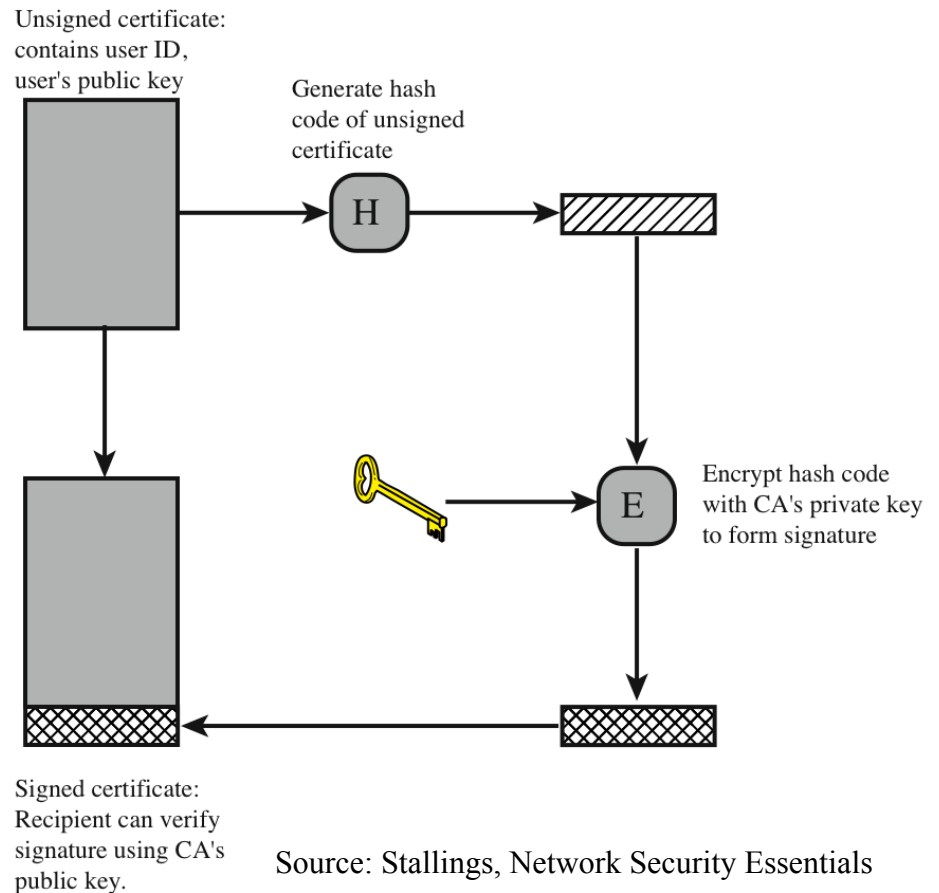 Unsigned certificate:
contains user ID,
user's public key
Generate hash
code of unsigned
certificate
H
E
Encrypt hash code
with CA's private key
to form signature
Signed certificate:
Recipient can verify
signature using CA's
public key.
Source: Stallings, Network Security Essentials